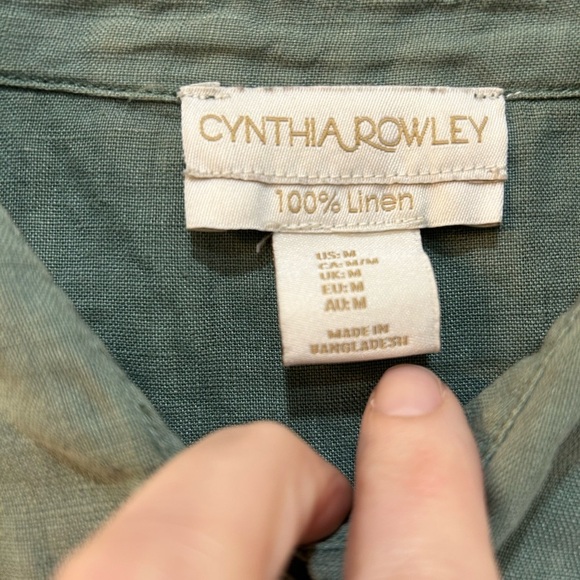 CYNTHIA ROWLEY
100% Linen
US: M
CA: M/M
UK: M
EU: M
AU: M
MADE IN
BANGLADESH